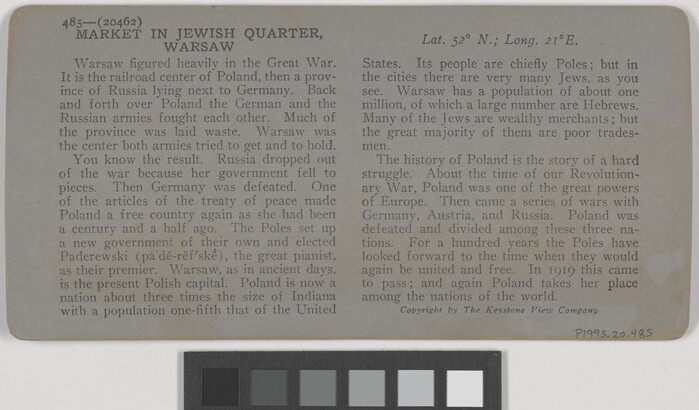 485—(20462)
MARKET IN JEWISH QUARTER,
WARSAW
Warsaw figured heavily in the Great War.
It is the railroad center of Poland, then a prov-
ince of Russia lying next to Germany. Back
and forth over Poland the German and the
Russian armies fought each other. Much of
the province was laid waste. Warsaw was
the center both armies tried to get and to hold.
You know the result. Russia dropped out
of the war because her government fell to
pieces. Then Germany was defeated. One
of the articles of the treaty of peace made
Poland a free country again as she had been
a century and a half ago. The Poles set up
a new government of their own and elected
Paderewski (pä´dĕ-rĕf´skĕ), the great pianist,
as their premier. Warsaw, as in ancient days,
is the present Polish capital. Poland is now a
nation about three times the size of Indiana
with a population one-fifth that of the United
Lat. 52° N.; Long. 21° E.
States. Its people are chiefly Poles; but in
the cities there are very many Jews, as you
see. Warsaw has a population of about one
million, of which a large number are Hebrews.
Many of the Jews are wealthy merchants; but
the great majority of them are poor trades-
men.
The history of Poland is the story of a hard
struggle. About the time of our Revolution-
ary War, Poland was one of the great powers
of Europe. Then came a series of wars with
Germany, Austria, and Russia. Poland was
defeated and divided among these three na-
tions. For a hundred years the Poles have
looked forward to the time when they would
again be united and free. In 1919 this came
to pass; and again Poland takes her place
among the nations of the world.
Copyright by The Keystone View Company
P1995.20.485